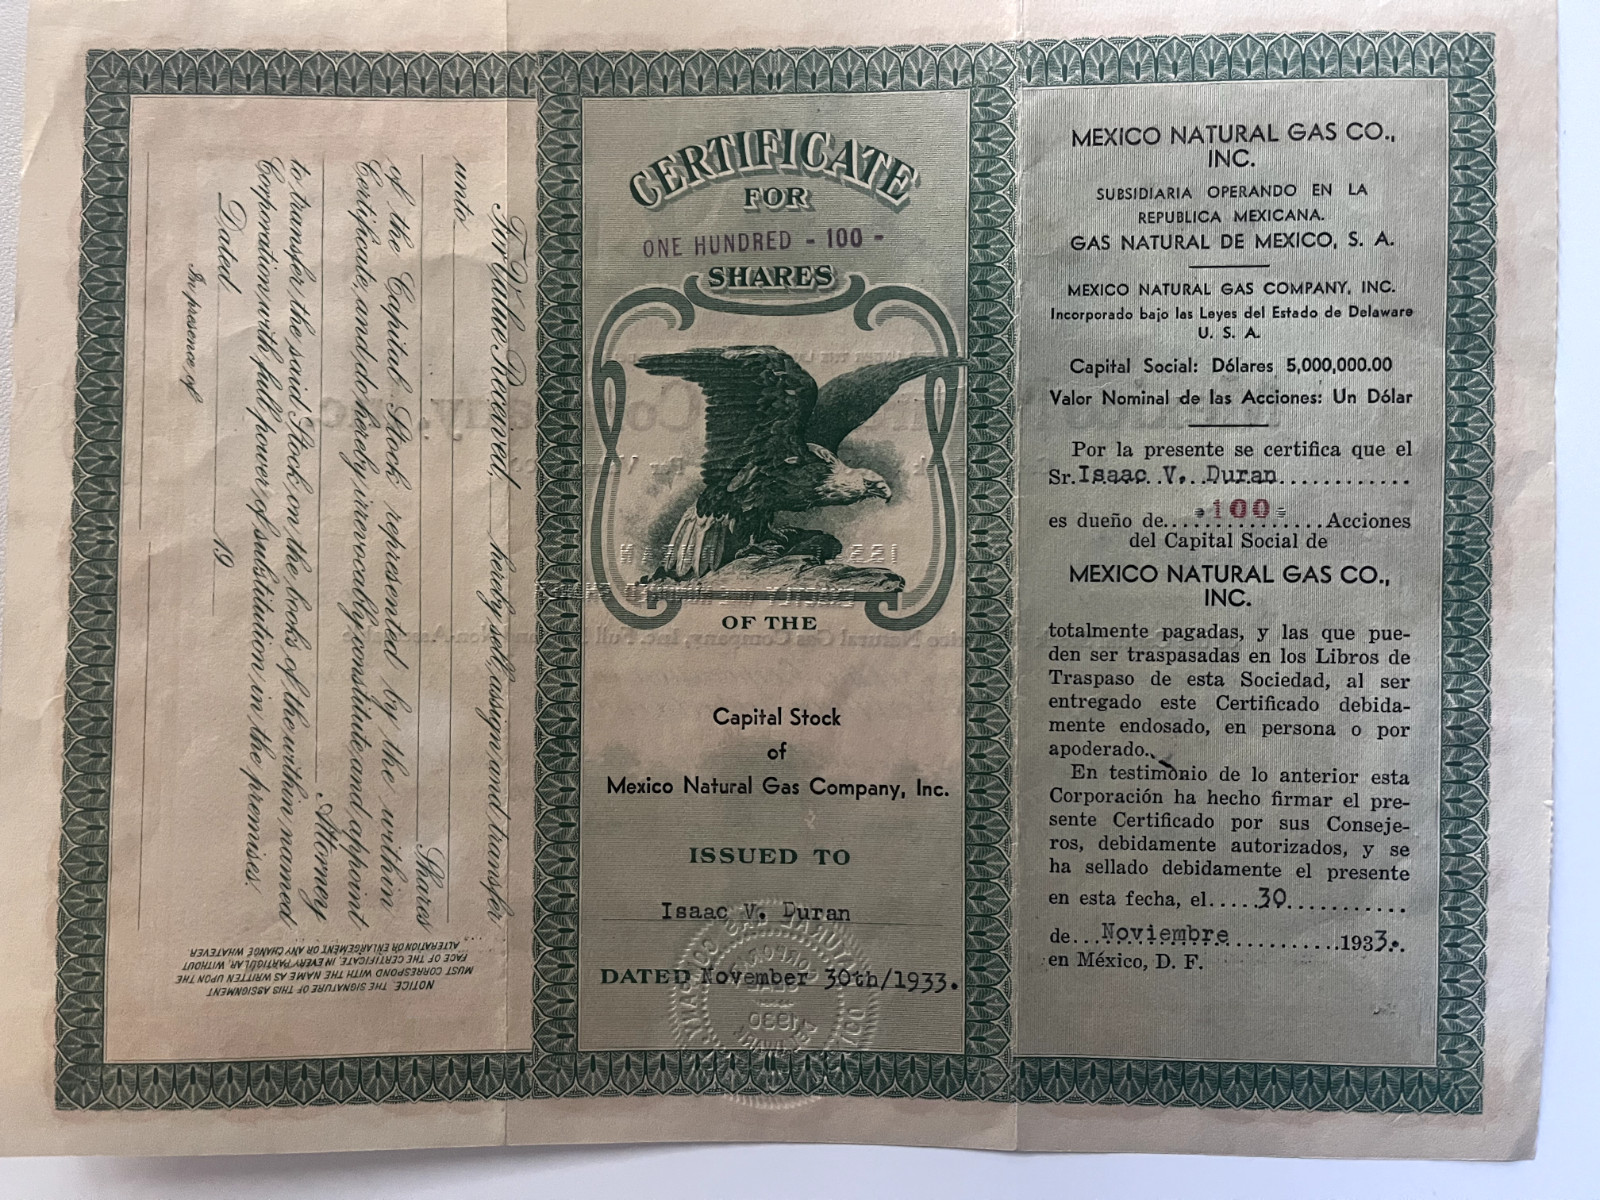 For Value Received, hereby sell, assign and transfer
unto
Shares
of the Capital Stock represented by the within
Certificate, and do hereby irrevocably constitute and appoint
Attorney
to transfer the said Stock on the books of the within named
Corporation with full power of substitution in the premises.
Dated 19
In presence of
NOTICE. THE SIGNATURE OF THIS ASSIGNMENT
MUST CORRESPOND WITH THE NAME AS WRITTEN UPON THE
FACE OF THE CERTIFICATE, IN EVERY PARTICULAR, WITHOUT
ALTERATION OR ENLARGEMENT OR ANY CHANGE WHATEVER.
CERTIFICATE
FOR
ONE HUNDRED - 100 -
SHARES
ISAAC V. DURAN
EXACTLY ONE HUNDRED SHARES
OF THE
Capital Stock
of
Mexico Natural Gas Company, Inc.
ISSUED TO
Isaac V. Duran
DATED November 30th/1933.
1930
MEXICO NATURAL GAS CO.,
INC.
SUBSIDIARIA OPERANDO EN LA
REPUBLICA MEXICANA.
GAS NATURAL DE MEXICO, S. A.
MEXICO NATURAL GAS COMPANY, INC.
Incorporado bajo las Leyes del Estado de Delaware
U. S. A.
Capital Social: Dólares 5,000,000.00
Valor Nominal de las Acciones: Un Dólar
Por la presente se certifica que el
Sr. Isaac V. Duran
es dueño de....=100=....Acciones
del Capital Social de
MEXICO NATURAL GAS CO.,
INC.
totalmente pagadas, y las que pue-
den ser traspasadas en los Libros de
Traspaso de esta Sociedad, al ser
entregado este Certificado debida-
mente endosado, en persona o por
apoderado.
En testimonio de lo anterior esta
Corporación ha hecho firmar el pre-
sente Certificado por sus Conseje-
ros, debidamente autorizados, y se
ha sellado debidamente el presente
en esta fecha, el.....30............
de...Noviembre............1933.
en México, D. F.